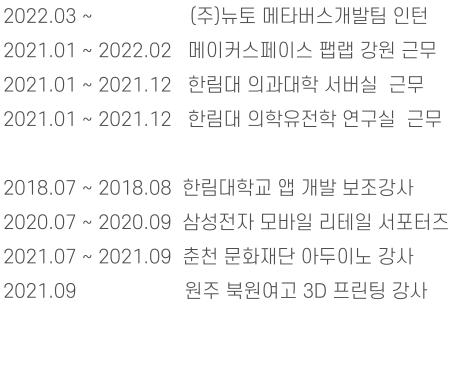 2022.03 ~ (주)뉴토 메타버스개발팀 인턴
2021.01 ~ 2022.02 메이커스페이스 팹랩 강원 근무
2021.01 ~ 2021.12 한림대 의과대학 서버실 근무
2021.01 ~ 2021.12 한림대 의학유전학 연구실 근무
2018.07 ~ 2018.08 한림대학교 앱 개발 보조강사
2020.07 ~ 2020.09 삼성전자 모바일 리테일 서포터즈
2021.07 ~ 2021.09 춘천 문화재단 아두이노 강사
2021.09 원주 북원여고 3D 프린팅 강사